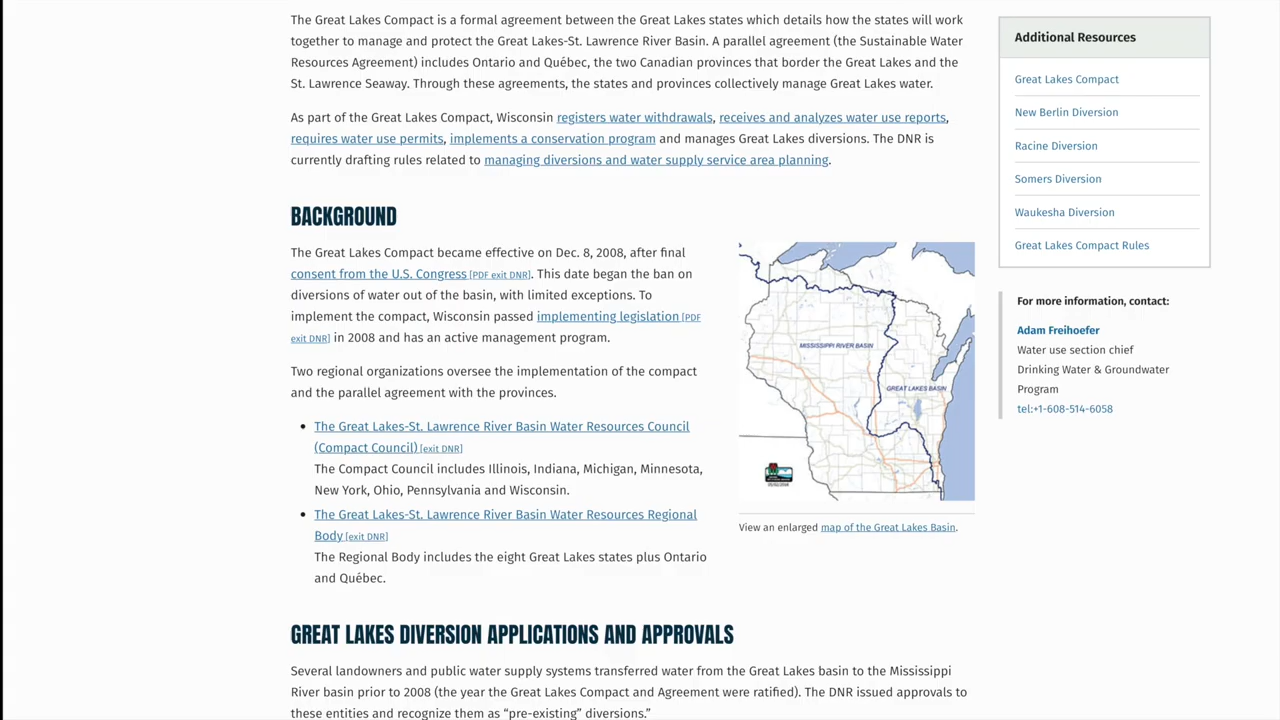 The Great Lakes Compact is a formal agreement between the Great Lakes states which details how the states will work
together to manage and protect the Great Lakes-St. Lawrence River Basin. A parallel agreement (the Sustainable Water
Resources Agreement) includes Ontario and Québec, the two Canadian provinces that border the Great Lakes and the
St. Lawrence Seaway. Through these agreements, the states and provinces collectively manage Great Lakes water.
As part of the Great Lakes Compact, Wisconsin registers water withdrawals, receives and analyzes water use reports,
requires water use permits, implements a conservation program and manages Great Lakes diversions. The DNR is
currently drafting rules related to managing diversions and water supply service area planning.
BACKGROUND
The Great Lakes Compact became effective on Dec. 8, 2008, after final
consent from the U.S. Congress [PDF exit DNR]. This date began the ban on
diversions of water out of the basin, with limited exceptions. To
implement the compact, Wisconsin passed implementing legislation [PDF
exit DNR] in 2008 and has an active management program.
Two regional organizations oversee the implementation of the compact
and the parallel agreement with the provinces.
• The Great Lakes-St. Lawrence River Basin Water Resources Council
(Compact Council) [exit DNR]
The Compact Council includes Illinois, Indiana, Michigan, Minnesota,
New York, Ohio, Pennsylvania and Wisconsin.
• The Great Lakes-St. Lawrence River Basin Water Resources Regional
Body [exit DNR]
The Regional Body includes the eight Great Lakes states plus Ontario
and Québec.
MISSISSIPPI RIVER BASIN
GREAT LAKES BASIN
View an enlarged map of the Great Lakes Basin.
GREAT LAKES DIVERSION APPLICATIONS AND APPROVALS
Several landowners and public water supply systems transferred water from the Great Lakes basin to the Mississippi
River basin prior to 2008 (the year the Great Lakes Compact and Agreement were ratified). The DNR issued approvals to
these entities and recognize them as “pre-existing” diversions.”
Additional Resources
Great Lakes Compact
New Berlin Diversion
Racine Diversion
Somers Diversion
Waukesha Diversion
Great Lakes Compact Rules
For more information, contact:
Adam Freihoefer
Water use section chief
Drinking Water & Groundwater
Program
tel:+1-608-514-6058